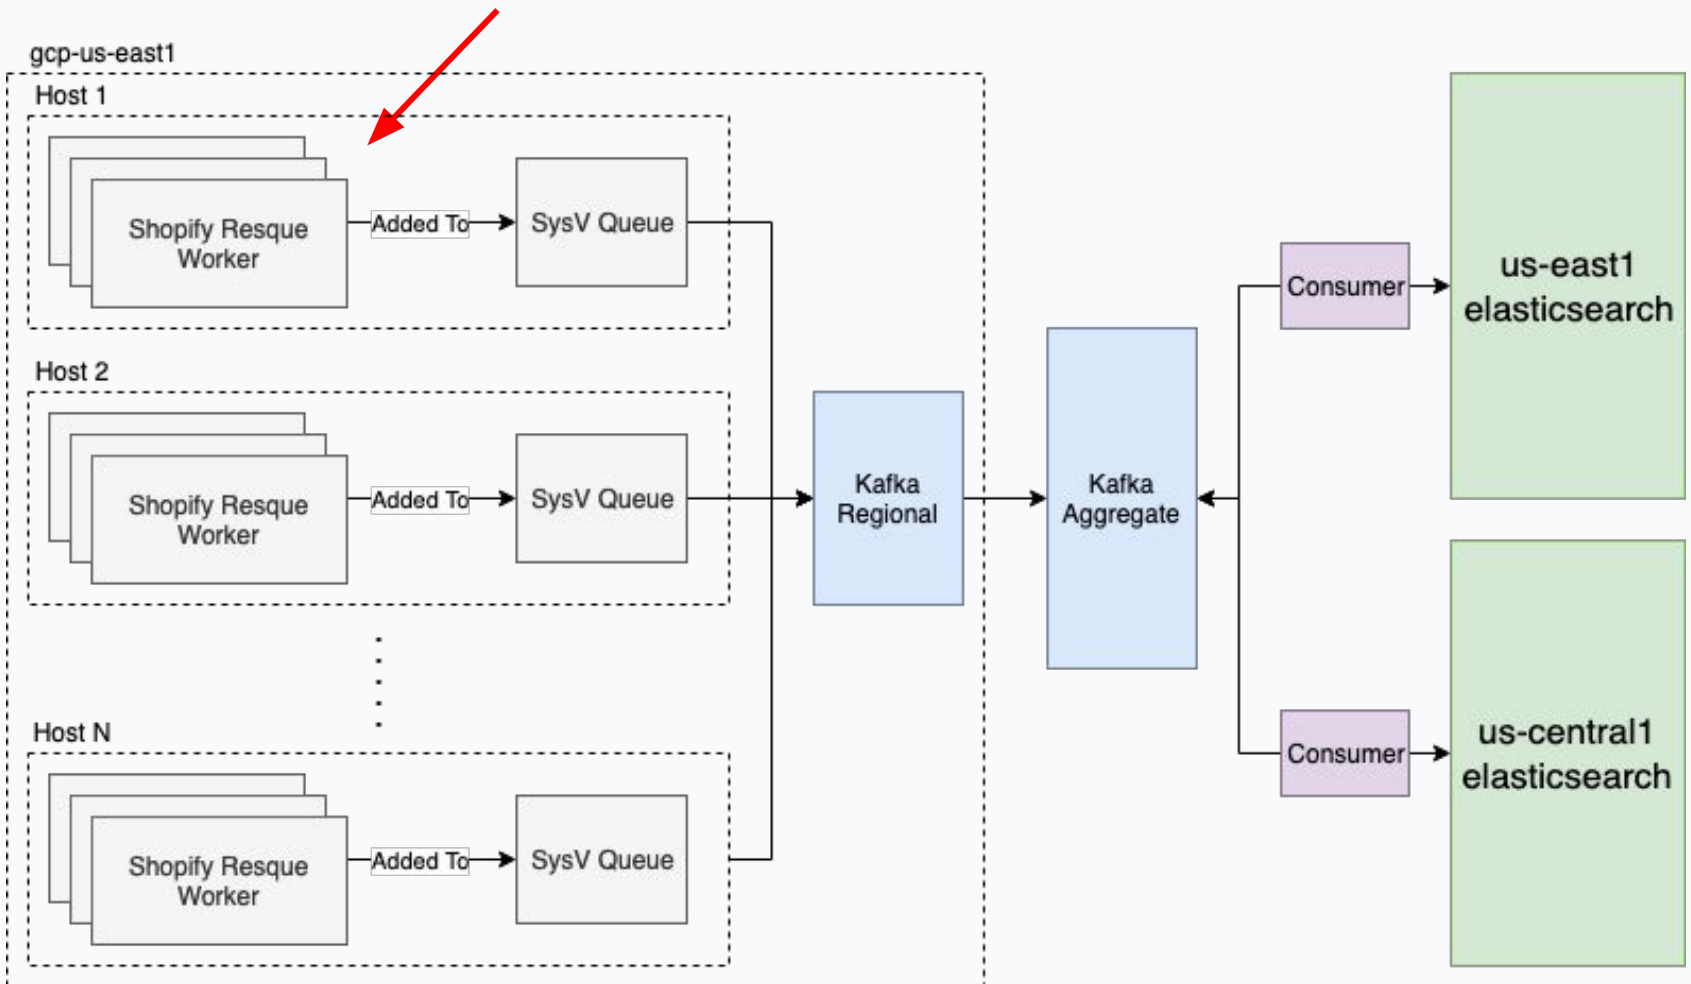 gcp-us-east1
Host 1
Shopify Resque
Worker
Added To
SysV Queue
Host 2
Shopify Resque
Worker
Added To
SysV Queue
Host N
Shopify Resque
Worker
Added To
SysV Queue
Kafka
Regional
Kafka
Aggregate
Consumer
us-east1
elasticsearch
Consumer
us-central1
elasticsearch